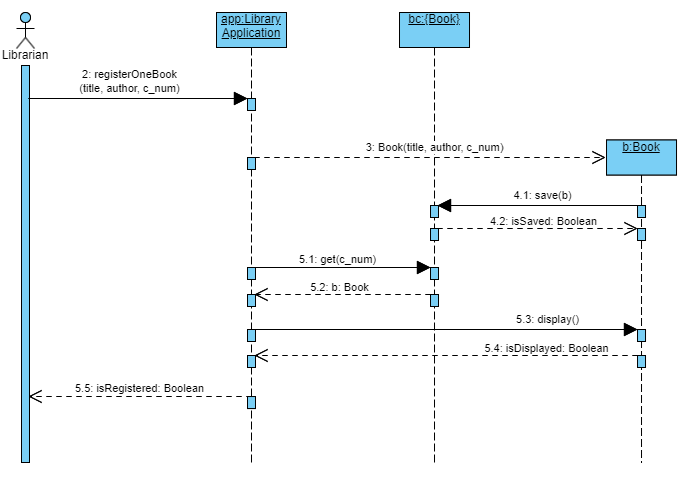 app:Library
Application
bc:{Book}
Librarian
2: registerOneBook
(title, author, c_num)
3: Book(title, author, c_num)
b:Book
4.1: save(b)
4.2: isSaved: Boolean
5.1: get(c_num)
5.2: b: Book
5.3: display()
5.4: isDisplayed: Boolean
5.5: isRegistered: Boolean